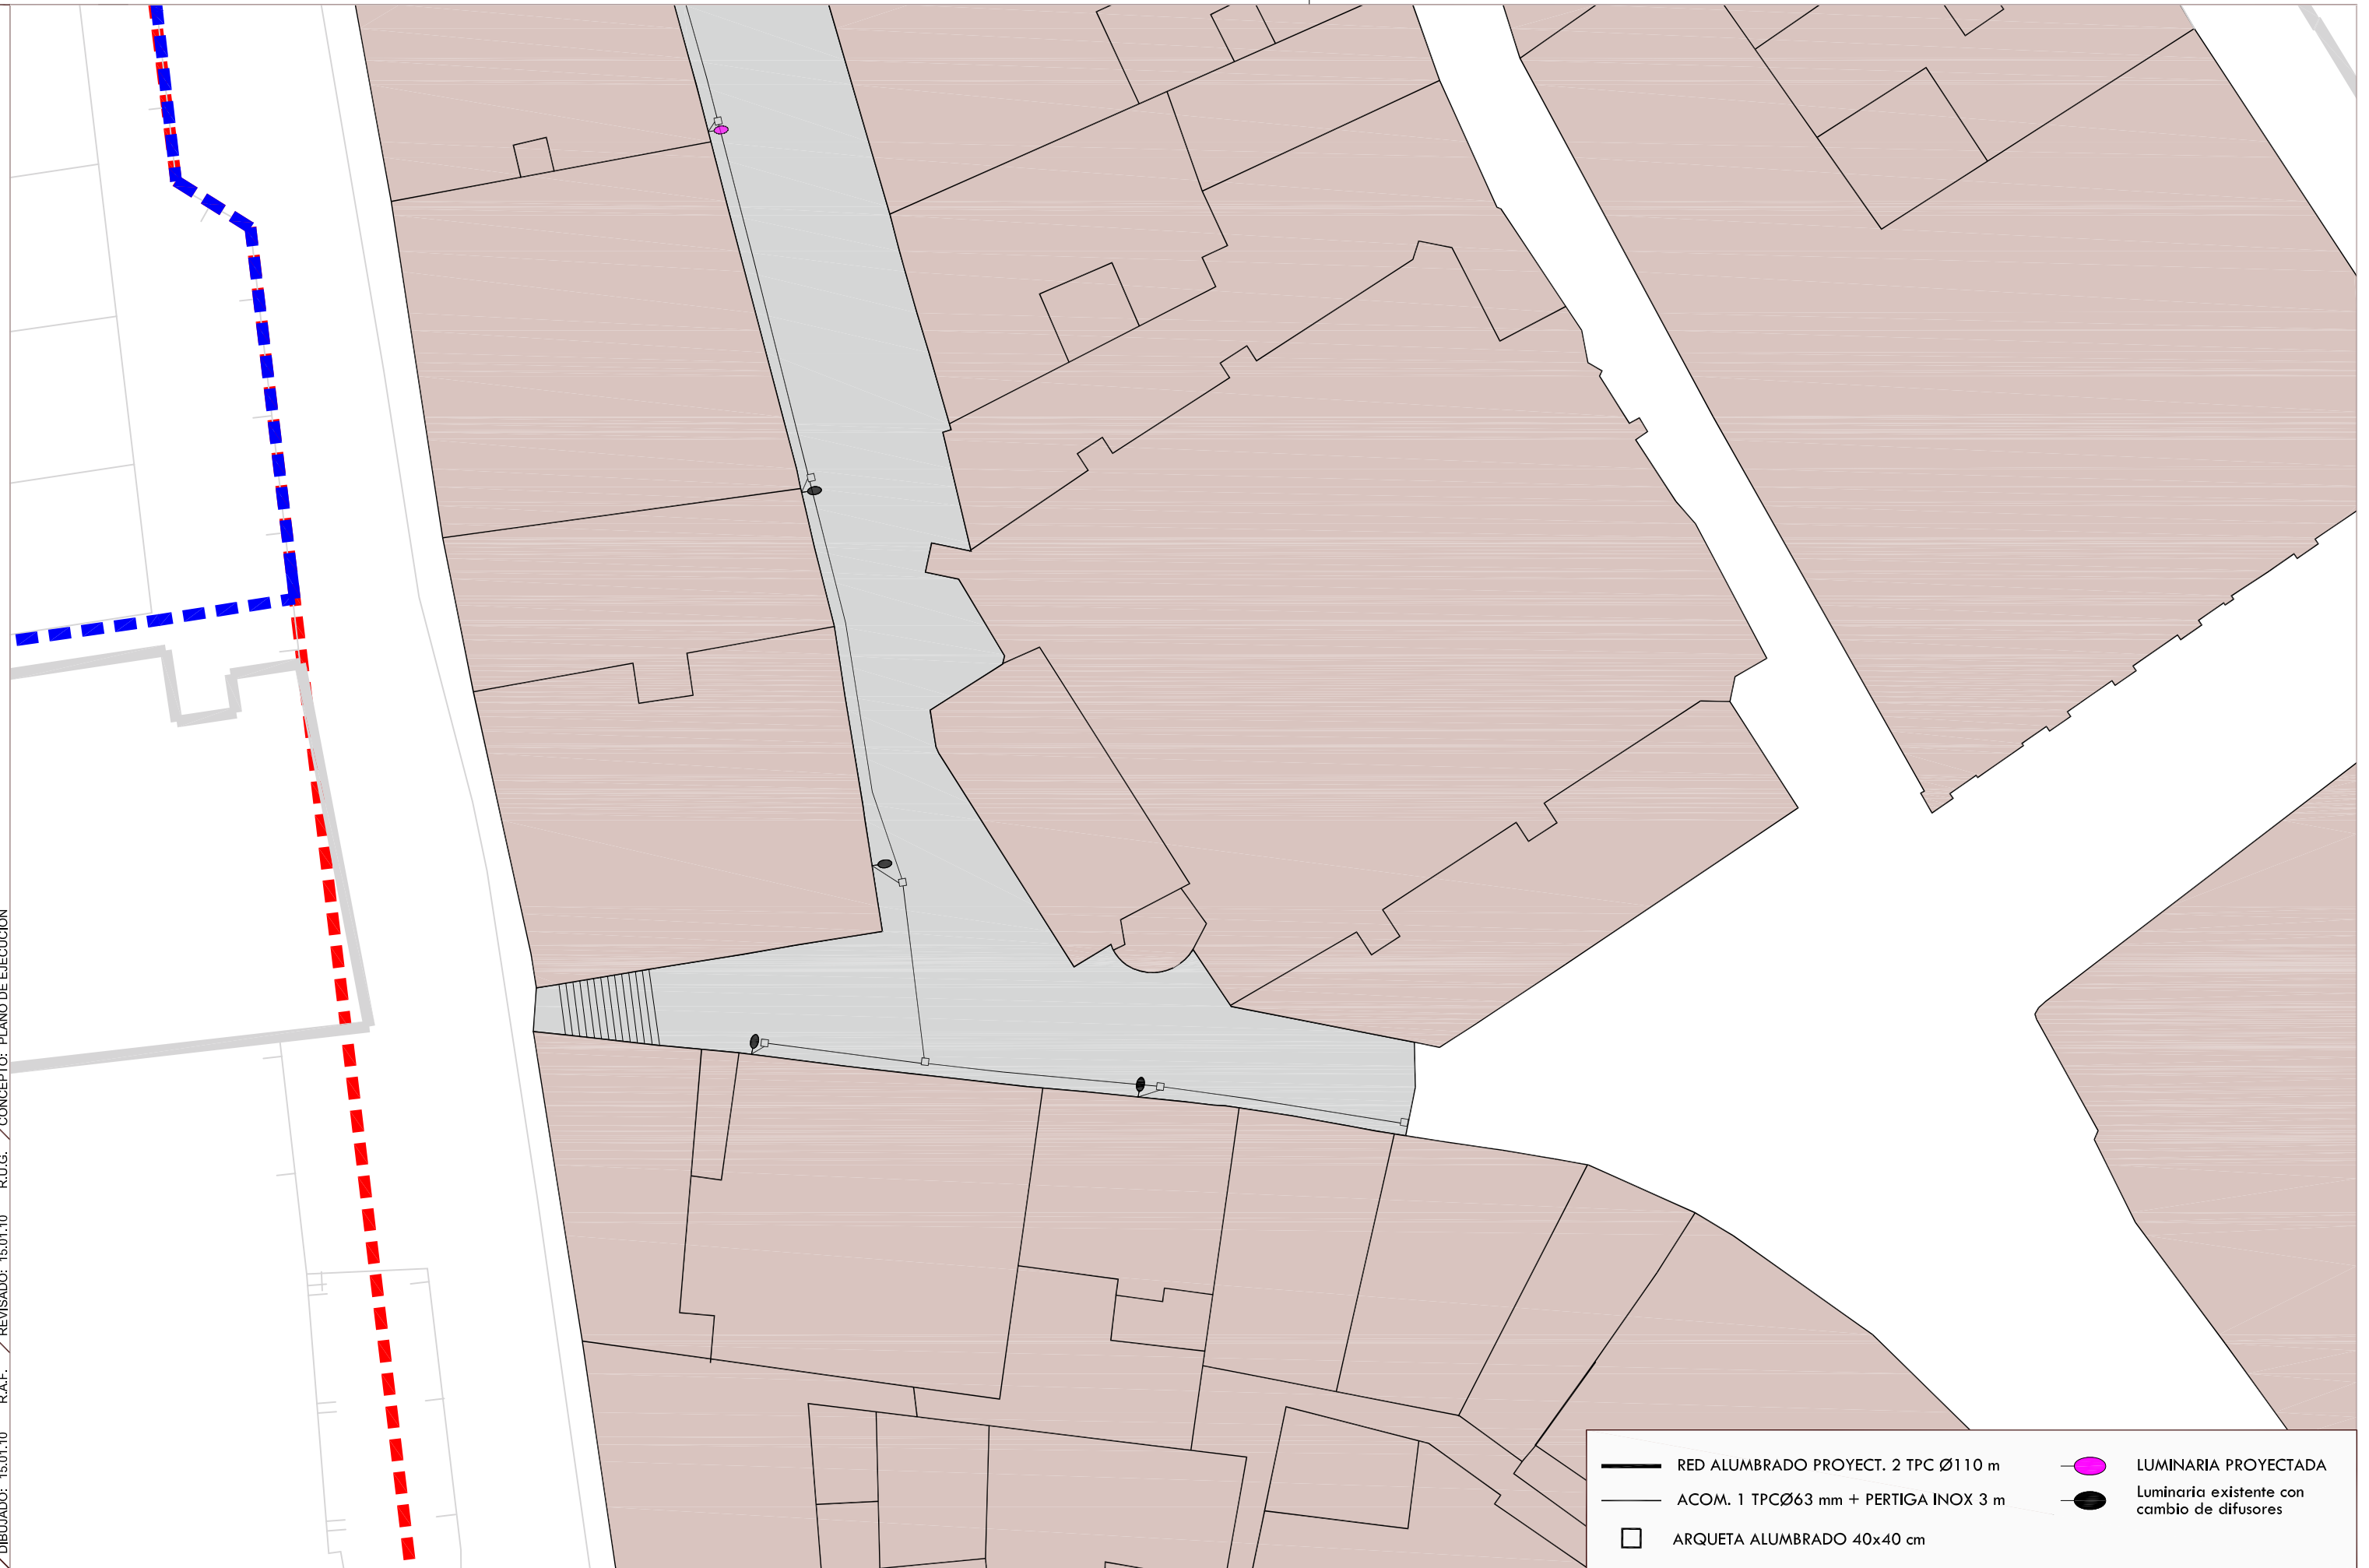 RED ALUMBRADO PROYECT. 2 TPC Ø110 m
ACOM. 1 TPCØ63 mm + PERTIGA INOX 3 m
ARQUETA ALUMBRADO 40x40 cm
LUMINARIA PROYECTADA
Luminaria existente con
cambio de difusores
DIBUJADO: 15.01.10 R.A.F. / REVISADO: 15.01.10 R.U.G. / CONCEPTO: PLANO DE EJECUCION